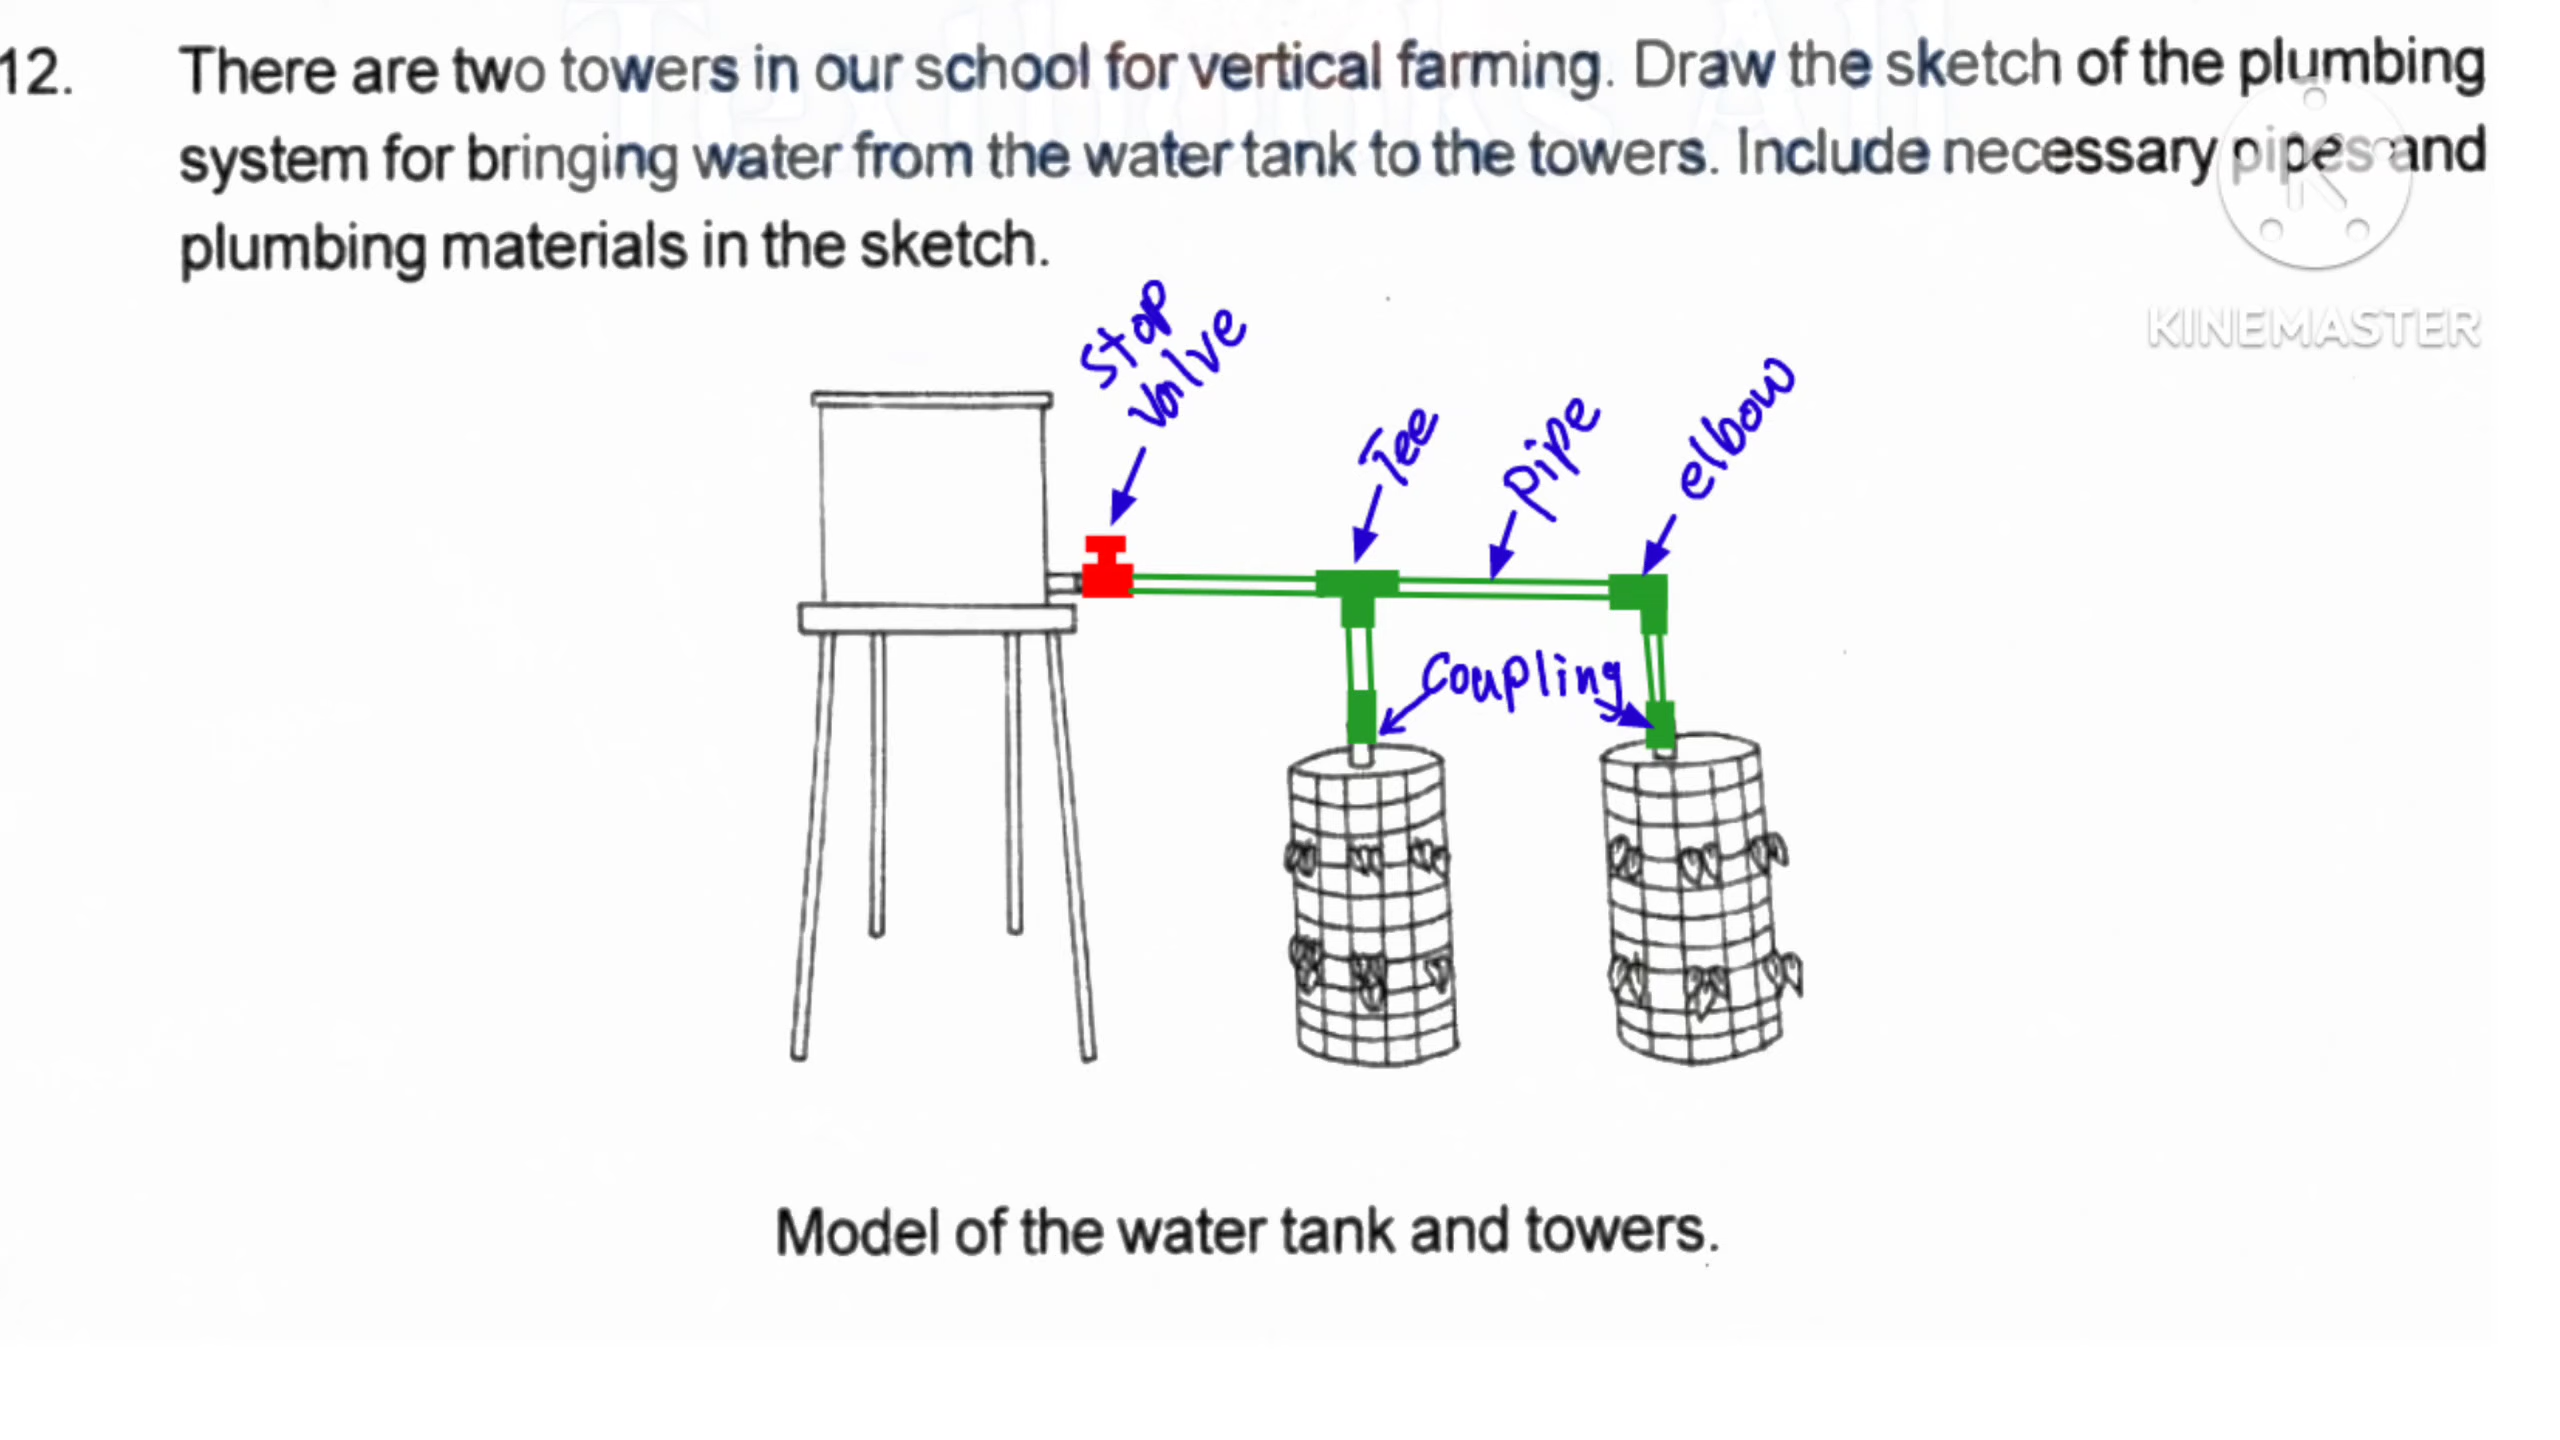 12. There are two towers in our school for vertical farming. Draw the sketch of the plumbing
system for bringing water from the water tank to the towers. Include necessary pipes and
plumbing materials in the sketch.
KINEMASTER
Stop
Valve
Tee
pipe
elbow
Coupling
Model of the water tank and towers.